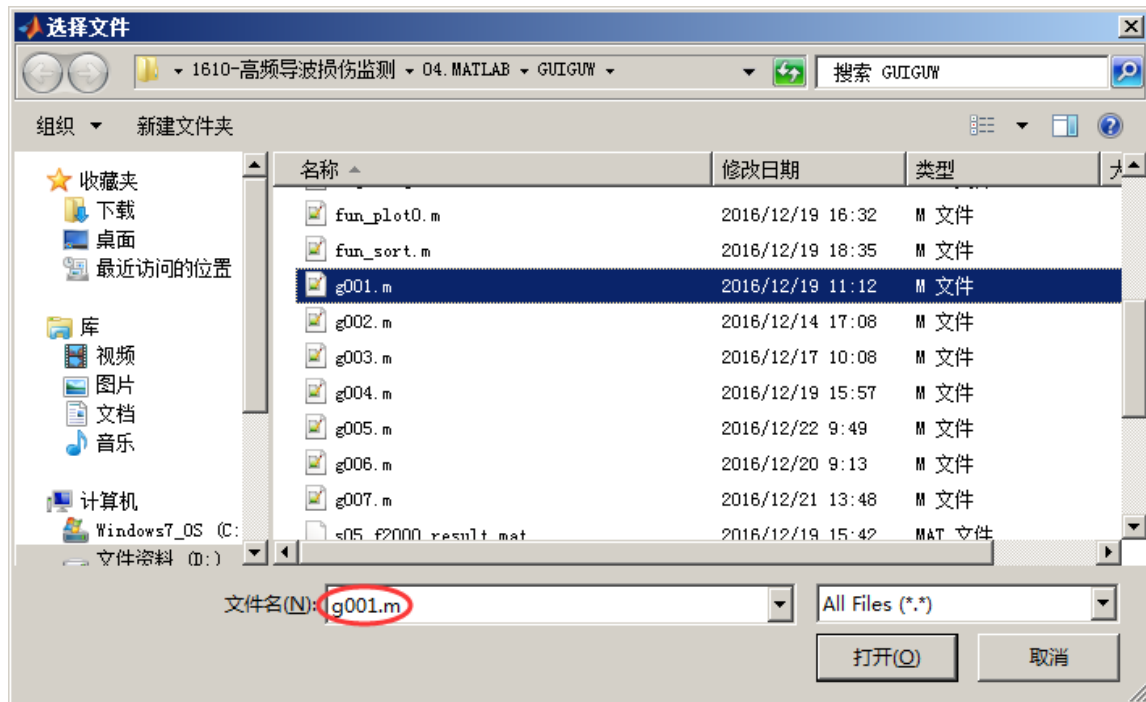 选择文件
1610-高频导波损伤监测 04.MATLAB GUIGUW 搜索 GUIGUW
组织 新建文件夹
名称 修改日期 类型
收藏夹
下载
桌面
最近访问的位置
库
视频
图片
文档
音乐
计算机
Windows7_OS (C:
文件资料 (D:)
fun_plot0.m 2016/12/19 16:32 M 文件
fun_sort.m 2016/12/19 18:35 M 文件
g001.m 2016/12/19 11:12 M 文件
g002.m 2016/12/14 17:08 M 文件
g003.m 2016/12/17 10:08 M 文件
g004.m 2016/12/19 15:57 M 文件
g005.m 2016/12/22 9:49 M 文件
g006.m 2016/12/20 9:13 M 文件
g007.m 2016/12/21 13:48 M 文件
s05_f2000_result.mat 2016/12/19 15:42 MAT 文件
文件名(N): g001.m All Files (*.*)
打开(O) 取消